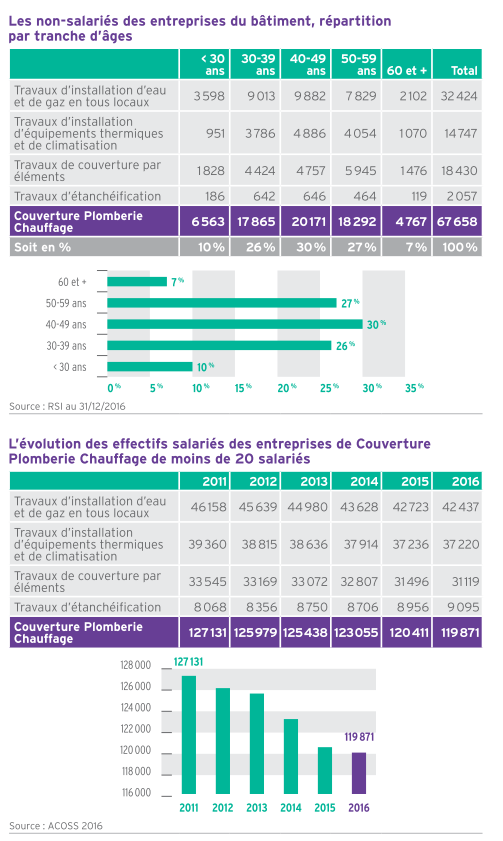 Les non-salariés des entreprises du bâtiment, répartition
par tranche d'âges
< 30 ans 30-39 ans 40-49 ans 50-59 ans 60 et + Total
Travaux d'installation d'eau
et de gaz en tous locaux 3 598 9 013 9 882 7 829 2 102 32 424
Travaux d'installation
d'équipements thermiques
et de climatisation 951 3 786 4 886 4 054 1 070 14 747
Travaux de couverture par
éléments 1 828 4 424 4 757 5 945 1 476 18 430
Travaux d'étanchéification 186 642 646 464 119 2 057
Couverture Plomberie
Chauffage 6 563 17 865 20 171 18 292 4 767 67 658
Soit en % 10 % 26 % 30 % 27 % 7 % 100 %
60 et + 7 %
50-59 ans 27 %
40-49 ans 30 %
30-39 ans 26 %
< 30 ans 10 %
0 % 5 % 10 % 15 % 20 % 25 % 30 % 35 %
Source : RSI au 31/12/2016
L'évolution des effectifs salariés des entreprises de Couverture
Plomberie Chauffage de moins de 20 salariés
2011 2012 2013 2014 2015 2016
Travaux d'installation d'eau
et de gaz en tous locaux 46 158 45 639 44 980 43 628 42 723 42 437
Travaux d'installation
d'équipements thermiques
et de climatisation 39 360 38 815 38 636 37 914 37 236 37 220
Travaux de couverture par
éléments 33 545 33 169 33 072 32 807 31 496 31 119
Travaux d'étanchéification 8 068 8 356 8 750 8 706 8 956 9 095
Couverture Plomberie
Chauffage 127 131 125 979 125 438 123 055 120 411 119 871
128 000 127 131
126 000
124 000
122 000
119 871
120 000
118 000
116 000
2011 2012 2013 2014 2015 2016
Source : ACOSS 2016